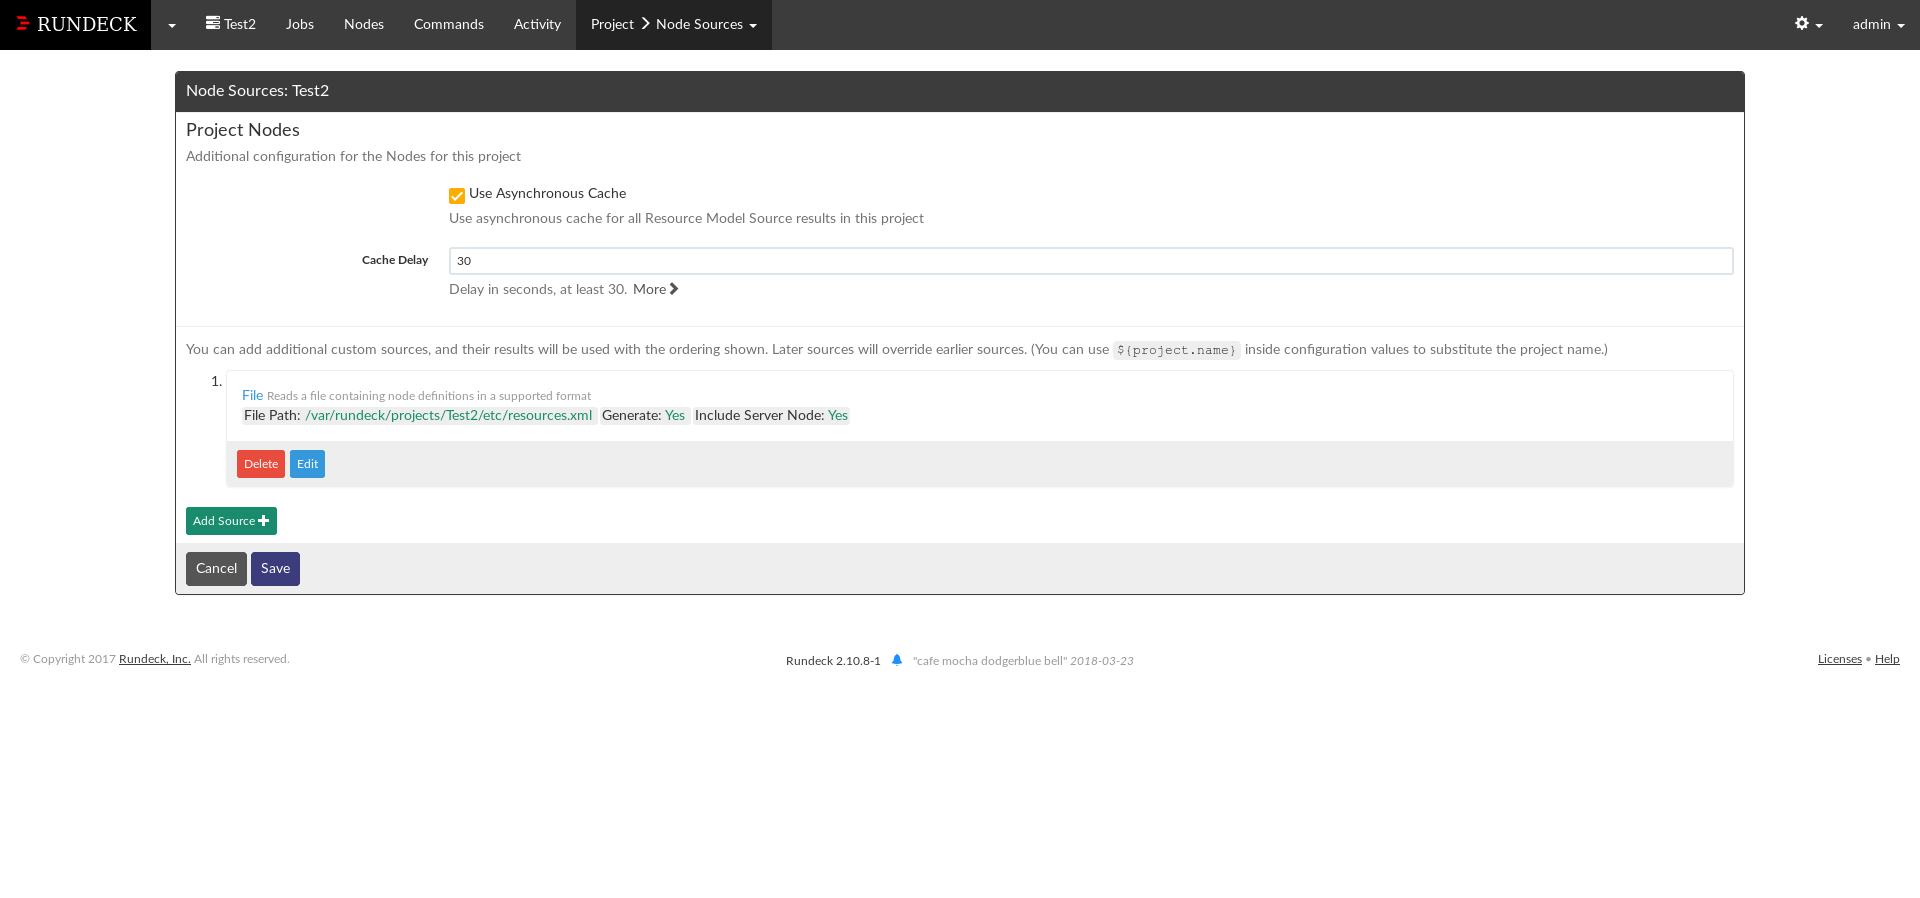 RUNDECK Test2 Jobs Nodes Commands Activity Project Node Sources admin
Node Sources: Test2
Project Nodes
Additional configuration for the Nodes for this project
Use Asynchronous Cache
Use asynchronous cache for all Resource Model Source results in this project
Cache Delay 30
Delay in seconds, at least 30. More
You can add additional custom sources, and their results will be used with the ordering shown. Later sources will override earlier sources. (You can use ${project.name} inside configuration values to substitute the project name.)
1. File Reads a file containing node definitions in a supported format
File Path: /var/rundeck/projects/Test2/etc/resources.xml Generate: Yes Include Server Node: Yes
Delete Edit
Add Source
Cancel Save
© Copyright 2017 Rundeck, Inc. All rights reserved. Rundeck 2.10.8-1 "cafe mocha dodgerblue bell" 2018-03-23 Licenses • Help